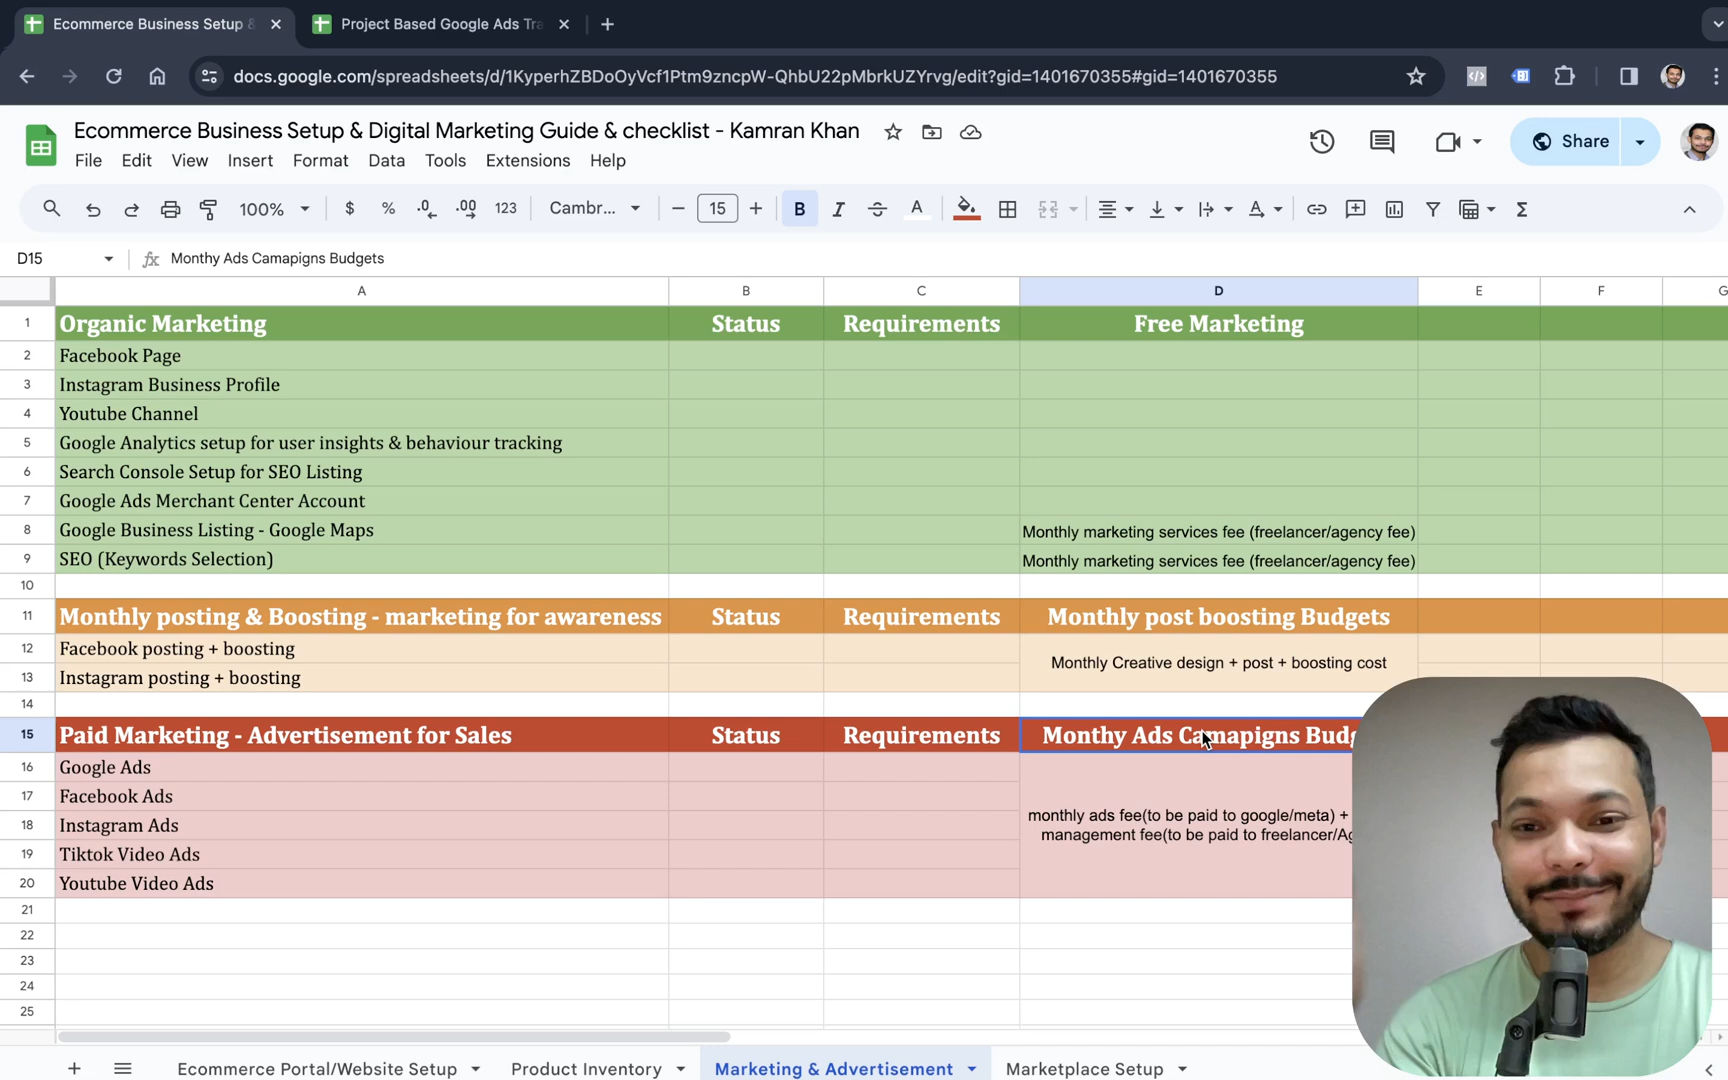 Ecommerce Business Setup &
Project Based Google Ads Tra
docs.google.com/spreadsheets/d/1KyperhZBDoOyVcf1Ptm9zncpW-QhbU22pMbrkUZYrvg/edit?gid=1401670355#gid=1401670355
Ecommerce Business Setup & Digital Marketing Guide & checklist - Kamran Khan
File Edit View Insert Format Data Tools Extensions Help
Share
100% $ % .0 .00 123 Cambr... 15 B I A
D15 fx Monthy Ads Camapigns Budgets
A B C D E F G
1 Organic Marketing Status Requirements Free Marketing
2 Facebook Page
3 Instagram Business Profile
4 Youtube Channel
5 Google Analytics setup for user insights & behaviour tracking
6 Search Console Setup for SEO Listing
7 Google Ads Merchant Center Account
8 Google Business Listing - Google Maps Monthly marketing services fee (freelancer/agency fee)
9 SEO (Keywords Selection) Monthly marketing services fee (freelancer/agency fee)
10
11 Monthly posting & Boosting - marketing for awareness Status Requirements Monthly post boosting Budgets
12 Facebook posting + boosting
Monthly Creative design + post + boosting cost
13 Instagram posting + boosting
14
15 Paid Marketing - Advertisement for Sales Status Requirements Monthy Ads Camapigns Budg
16 Google Ads
17 Facebook Ads
monthly ads fee(to be paid to google/meta) +
18 Instagram Ads
management fee(to be paid to freelancer/Ag
19 Tiktok Video Ads
20 Youtube Video Ads
21
22
23
24
25
Ecommerce Portal/Website Setup Product Inventory Marketing & Advertisement Marketplace Setup